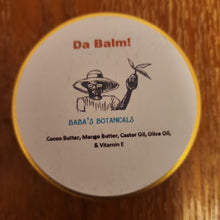 Da Balm!
BABA'S BOTANICALS
Cocoa Butter, Mango Butter, Castor Oil, Olive Oil,
& Vitamin E